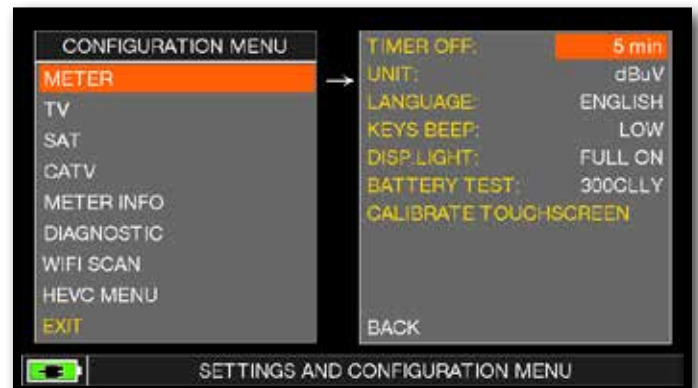 CONFIGURATION MENU
METER
TV
SAT
CATV
METER INFO
DIAGNOSTIC
WIFI SCAN
HEVC MENU
EXIT
→
TIMER OFF: 5 min
UNIT: dBuV
LANGUAGE: ENGLISH
KEYS BEEP: LOW
DISP.LIGHT: FULL ON
BATTERY TEST:
CALIBRATE TOUCHSCREEN
BACK
SETTINGS AND CONFIGURATION MENU